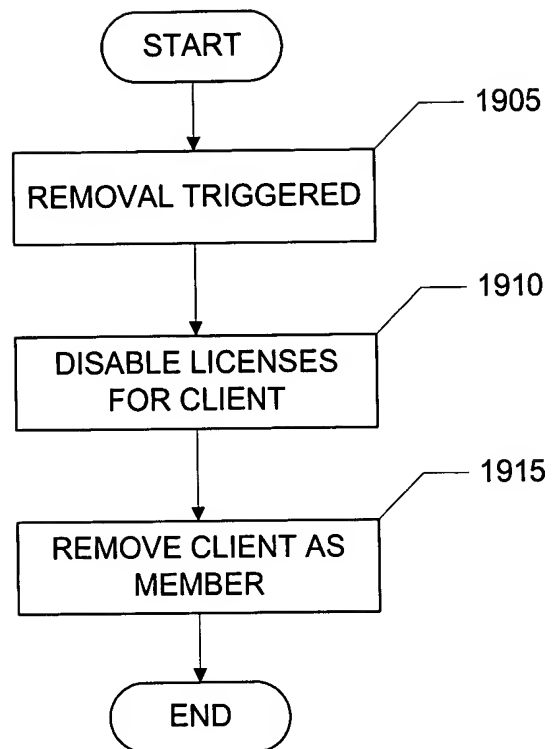 START
1905
REMOVAL TRIGGERED
1910
DISABLE LICENSES
FOR CLIENT
1915
REMOVE CLIENT AS
MEMBER
END